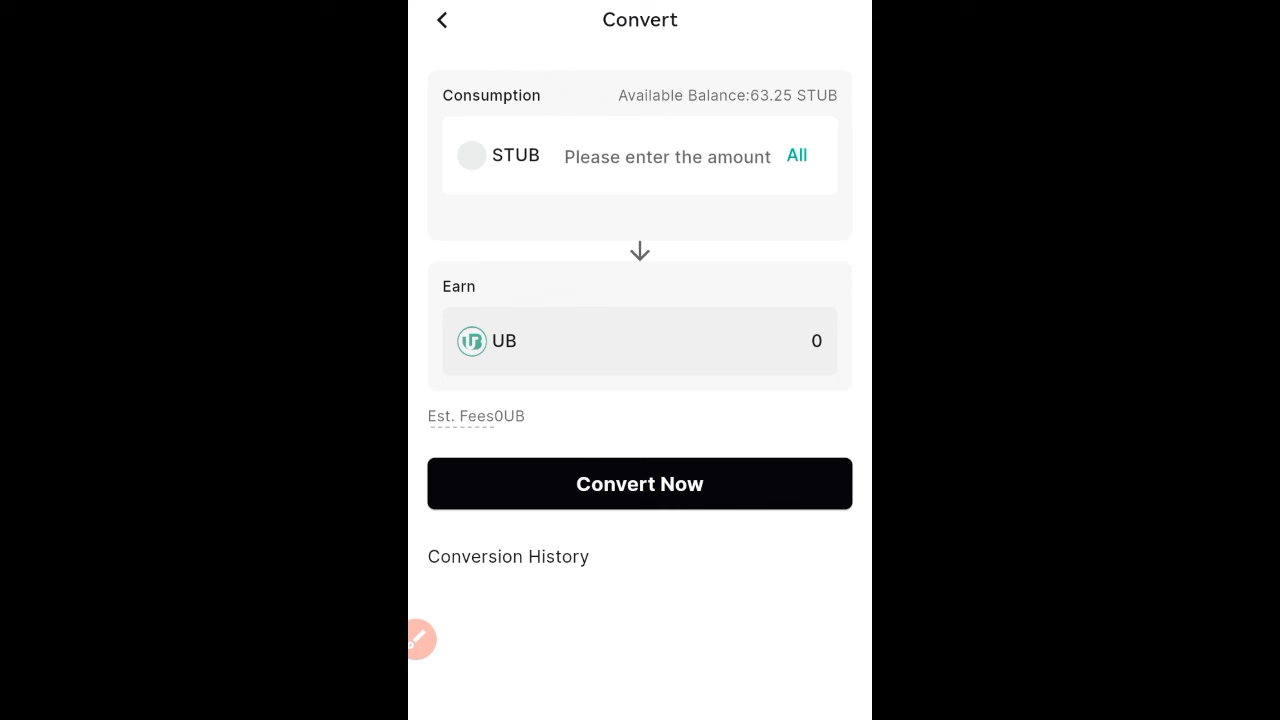 Convert
Consumption Available Balance:63.25 STUB
STUB Please enter the amount All
Earn
UB UB 0
Est. Fees0UB
Convert Now
Conversion History